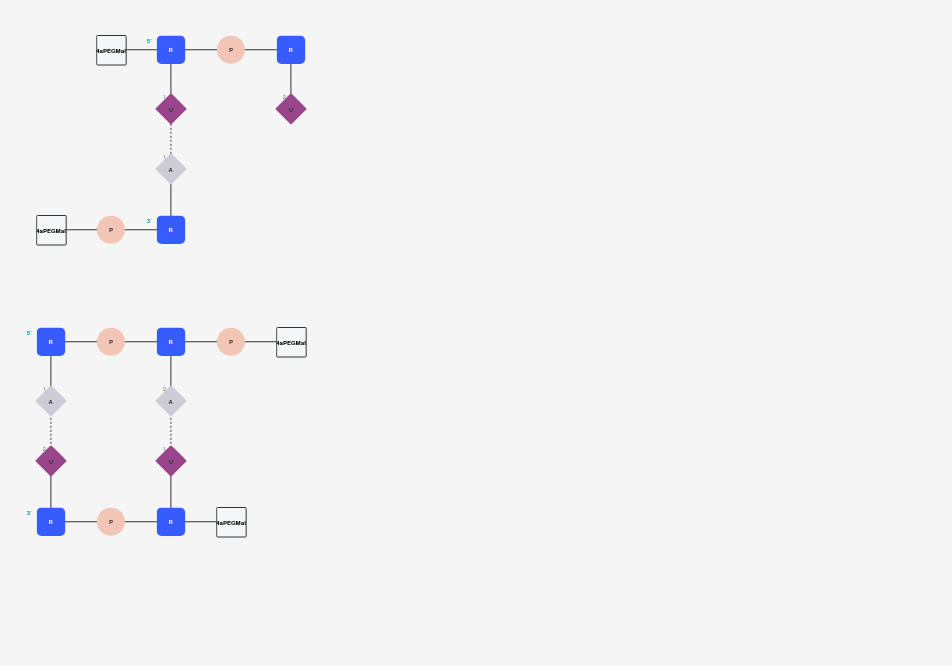 5'
4aPEGMal R P R
1 2
U U
1
A
3'
4aPEGMal P R
5'
R P R P 4aPEGMal
1 2
A A
2 1
U U
3'
R P R 4aPEGMal